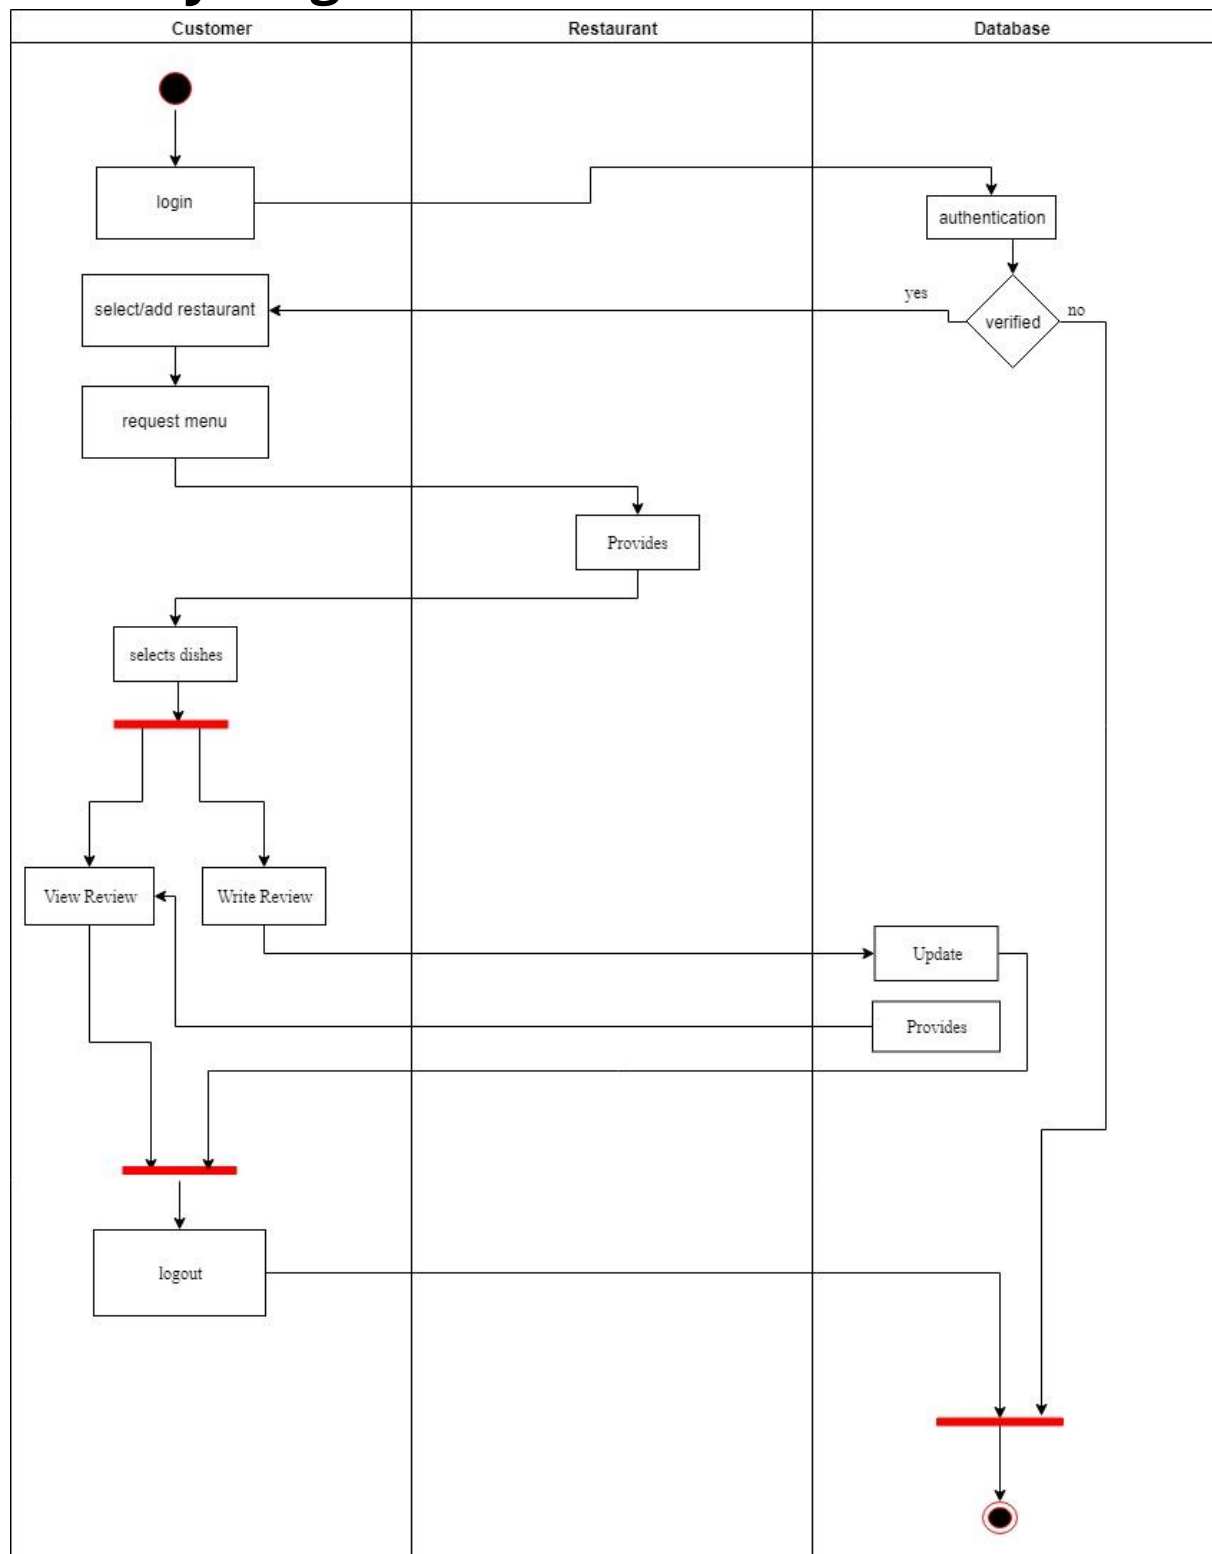 Customer
Restaurant
Database
login
authentication
select/add restaurant
yes
verified
no
request menu
Provides
selects dishes
View Review
Write Review
Update
Provides
logout